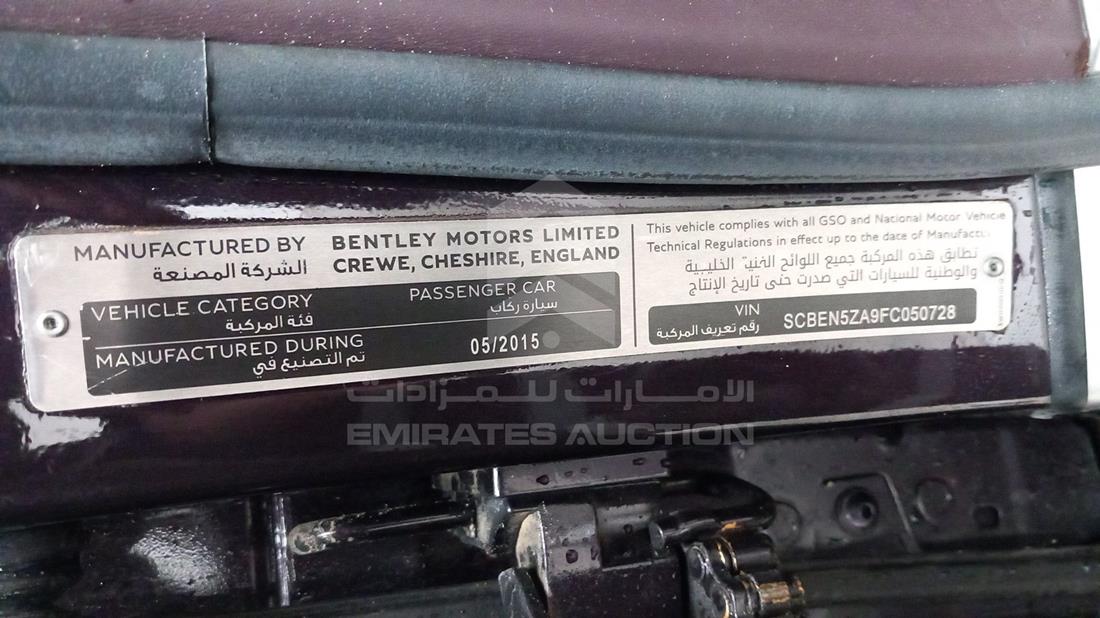 MANUFACTURED BY
الشركة المصنعة
BENTLEY MOTORS LIMITED
CREWE, CHESHIRE, ENGLAND
VEHICLE CATEGORY
فئة المركبة
PASSENGER CAR
سيارة ركاب
MANUFACTURED DURING
تم التصنيع في
05/2015
This vehicle complies with all GSO and National Motor Vehicle
Technical Regulations in effect up to the date of
تطابق هذه المركبة جميع اللوائح الفنية الخليجية
والوطنية للسيارات التي صدرت حتى تاريخ الإنتاج
VIN
رقم تعريف المركبة
SCBEN5ZA9FC050728
الامارات للمزادات
EMIRATES AUCTION